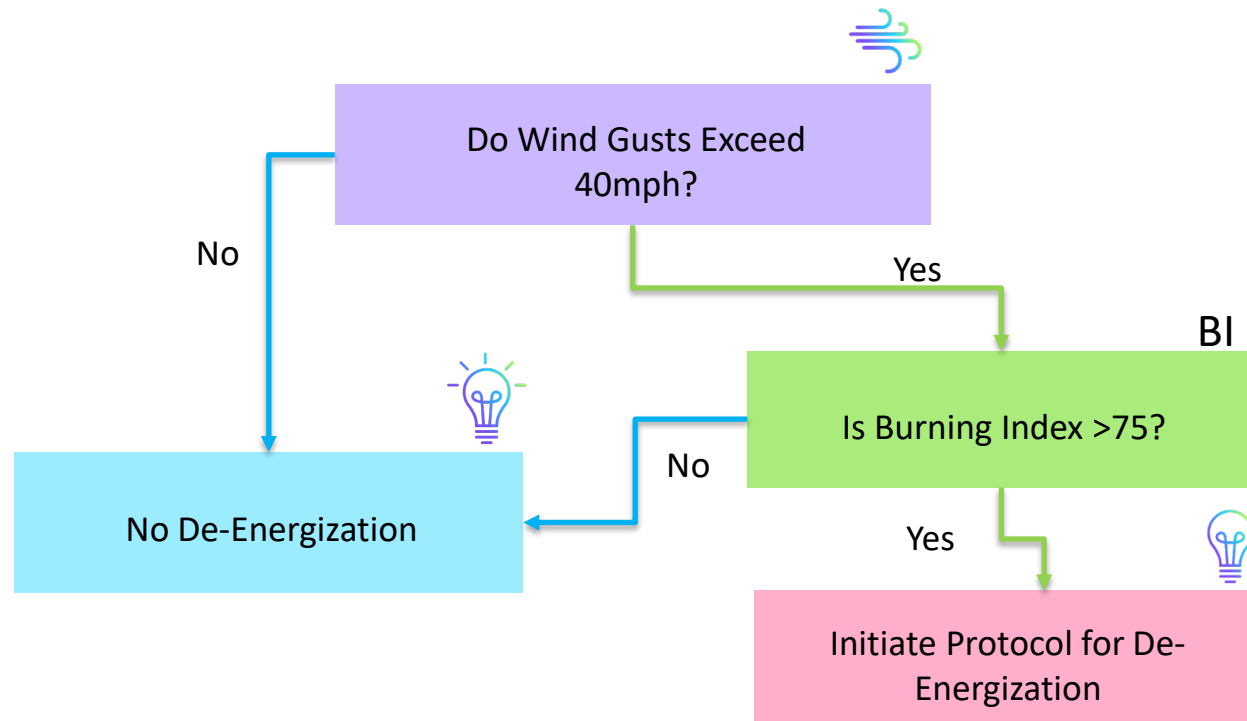 Do Wind Gusts Exceed
40mph?
No
Yes
BI
Is Burning Index >75?
No
No De-Energization
Yes
Initiate Protocol for De-
Energization